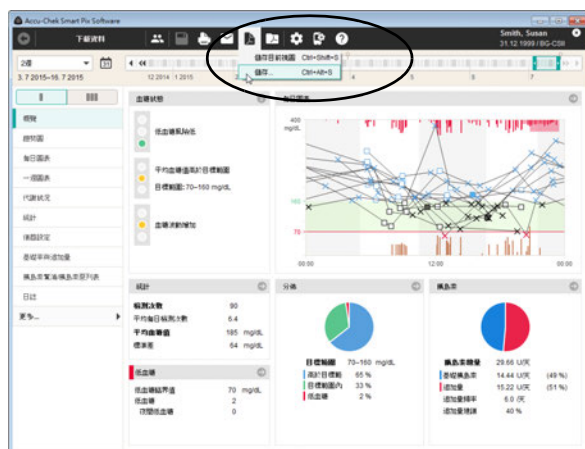 Accu-Chek Smart Pix Software
下載資料
Smith, Susan
31.12.1999 / BG-CSII
儲存目前視圖 Ctrl+Shift+S
儲存... Ctrl+Alt+S
2週
3. 7 2015–16. 7 2015
12 2014 1 2015
2
7
概覽
趨勢圖
每日圖表
一週圖表
代謝狀況
統計
儀器設定
基礎率與追加量
胰島素幫浦/胰島素泵列表
日誌
更多...
血糖狀態
低血糖風險低
平均血糖值高於目標範圍
目標範圍: 70–160 mg/dL
血糖波動增加
每日圖表
400
mg/dL
160
70
00:00 12:00 00:00
統計
檢測次數 90
平均每日檢測次數 6.4
平均血糖值 185 mg/dL
標準差 64 mg/dL
低血糖
低血糖臨界值 70 mg/dL
低血糖 2
夜間低血糖 0
分佈
目標範圍 70–160 mg/dL
高於目標範 65 %
目標範圍內 33 %
低血糖 2 %
胰島素
胰島素總量 29.66 U/天
基礎胰島素 14.44 U/天 (49 %)
追加量 15.22 U/天 (51 %)
追加量頻率 6.0 /天
追加量建議 40 %